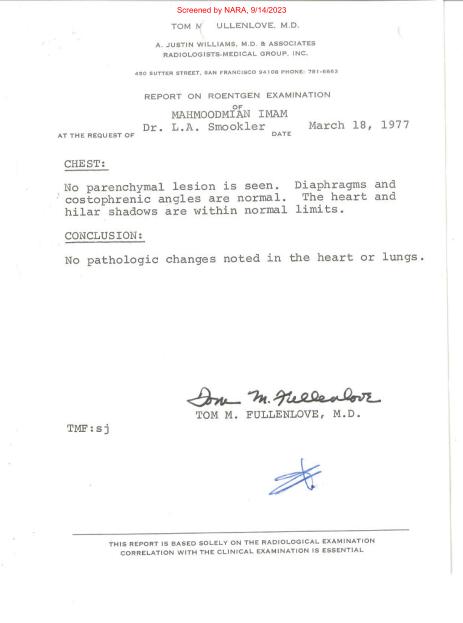 Screened by NARA, 9/14/2023
TOM M ULLENLOVE, M.D.
A. JUSTIN WILLIAMS, M.D. & ASSOCIATES
RADIOLOGISTS-MEDICAL GROUP, INC.
450 SUTTER STREET, SAN FRANCISCO 94108 PHONE: 781-6663
REPORT ON ROENTGEN EXAMINATION
OF
MAHMOODMIAN IMAM
AT THE REQUEST OF Dr. L.A. Smookler DATE March 18, 1977
CHEST:
No parenchymal lesion is seen. Diaphragms and
costophrenic angles are normal. The heart and
hilar shadows are within normal limits.
CONCLUSION:
No pathologic changes noted in the heart or lungs.
Tom M. Fullenlove
TOM M. FULLENLOVE, M.D.
TMF:sj
THIS REPORT IS BASED SOLELY ON THE RADIOLOGICAL EXAMINATION
CORRELATION WITH THE CLINICAL EXAMINATION IS ESSENTIAL